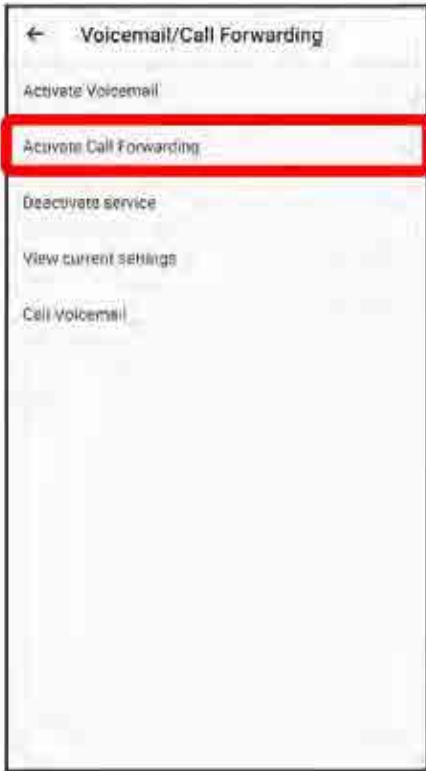 ← Voicemail/Call Forwarding
Activate Voicemail
Activate Call Forwarding
Deactivate service
View current settings
Call Voicemail